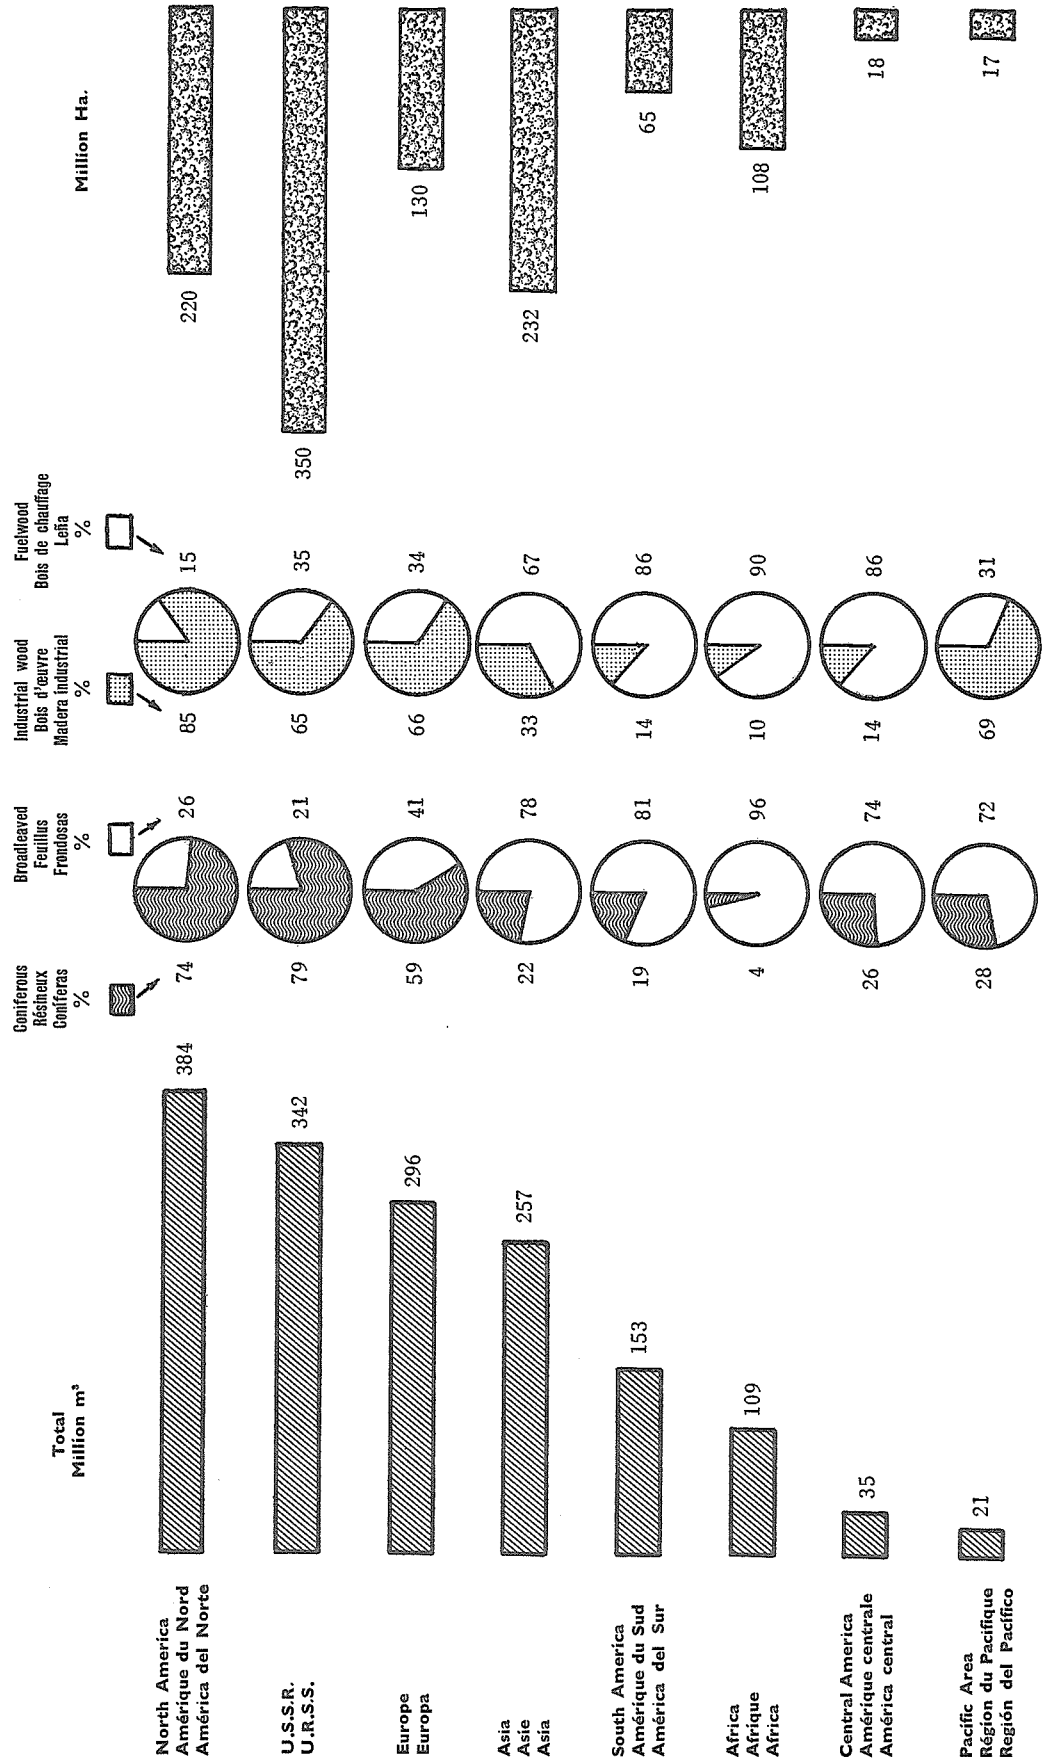 Total
Million m³
Coniferous
Résineux
Coníferas
%
Broadleaved
Feuillus
Frondosas
%
Industrial wood
Bois d'œuvre
Madera industrial
%
Fuelwood
Bois de chauffage
Leña
%
Million Ha.
North America
Amérique du Nord
América del Norte
384
74
26
85
15
220
U.S.S.R.
U.R.S.S.
342
79
21
65
35
350
Europe
Europa
296
59
41
66
34
130
Asia
Asie
Asía
257
22
78
33
67
232
South America
Amérique du Sud
América del Sur
153
19
81
14
86
65
Africa
Afrique
Africa
109
4
96
10
90
108
Central America
Amérique centrale
América central
35
26
74
14
86
18
Pacific Area
Région du Pacifique
Región del Pacífico
21
28
72
69
31
17